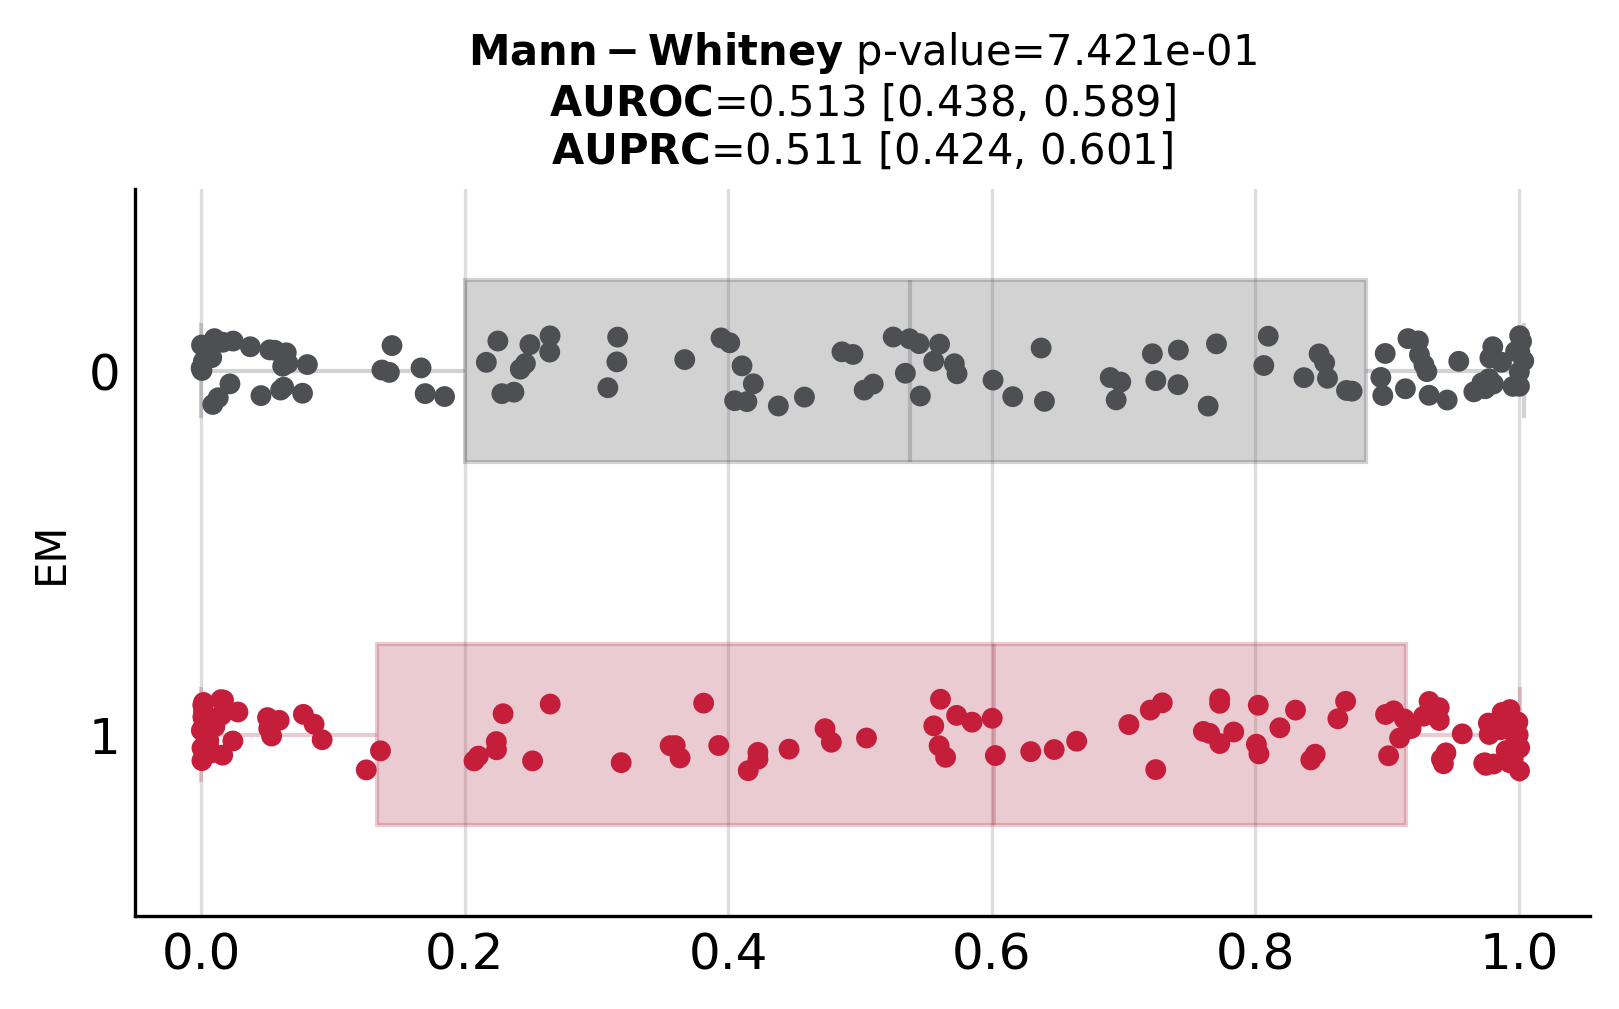 Mann − Whitney p-value=7.421e-01
AUROC=0.513 [0.438, 0.589]
AUPRC=0.511 [0.424, 0.601]
0
EM
1
0.0 0.2 0.4 0.6 0.8 1.0